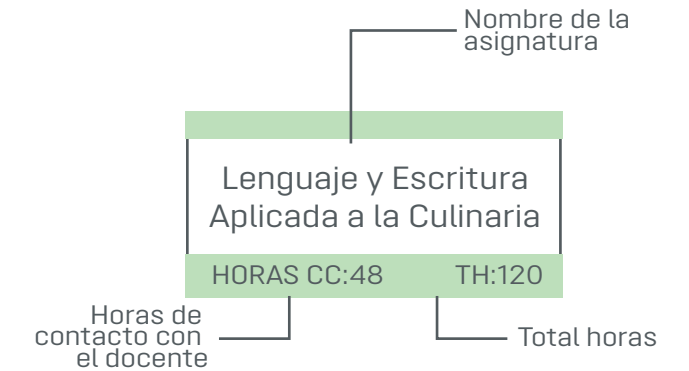 Nombre de la
asignatura
Lenguaje y Escritura
Aplicada a la Culinaria
HORAS CC:48 TH:120
Horas de
contacto con
el docente
Total horas